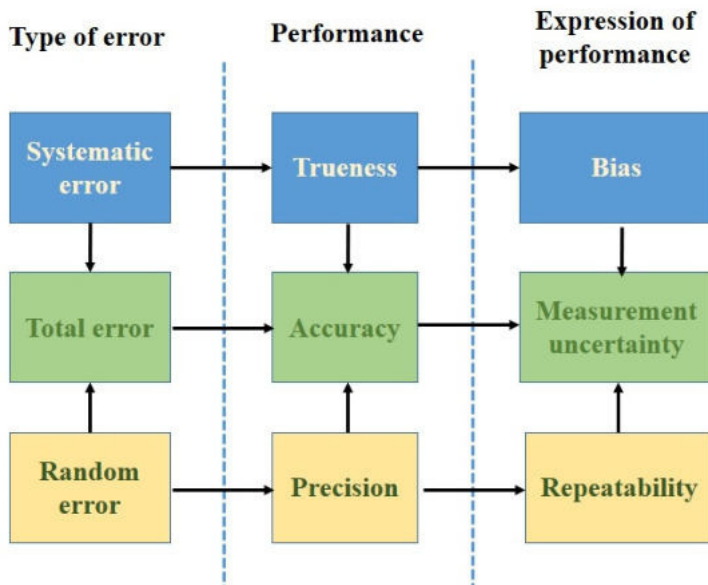 Type of error
Performance
Expression of
performance
Systematic
error
Trueness
Bias
Total error
Accuracy
Measurement
uncertainty
Random
error
Precision
Repeatability